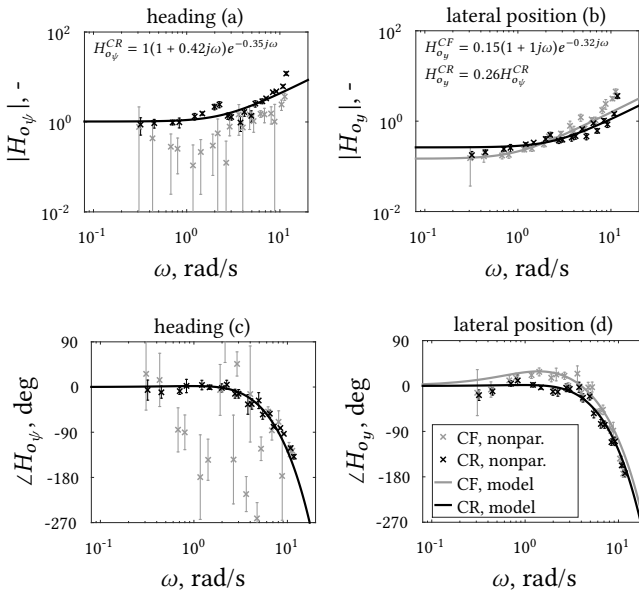 heading (a)
H_{o_ψ}^{CR} = 1(1 + 0.42jω)e^{-0.35jω}
10^2
10^0
10^{-2}
|H_{o_ψ}|, -
10^{-1} 10^0 10^1
ω, rad/s
lateral position (b)
H_{o_y}^{CF} = 0.15(1 + 1jω)e^{-0.32jω}
H_{o_y}^{CR} = 0.26H_{o_ψ}^{CR}
10^2
10^0
10^{-2}
|H_{o_y}|, -
10^{-1} 10^0 10^1
ω, rad/s
heading (c)
90
0
-90
-180
-270
∠H_{o_ψ}, deg
10^{-1} 10^0 10^1
ω, rad/s
lateral position (d)
90
0
-90
-180
-270
∠H_{o_y}, deg
CF, nonpar.
CR, nonpar.
CF, model
CR, model
10^{-1} 10^0 10^1
ω, rad/s